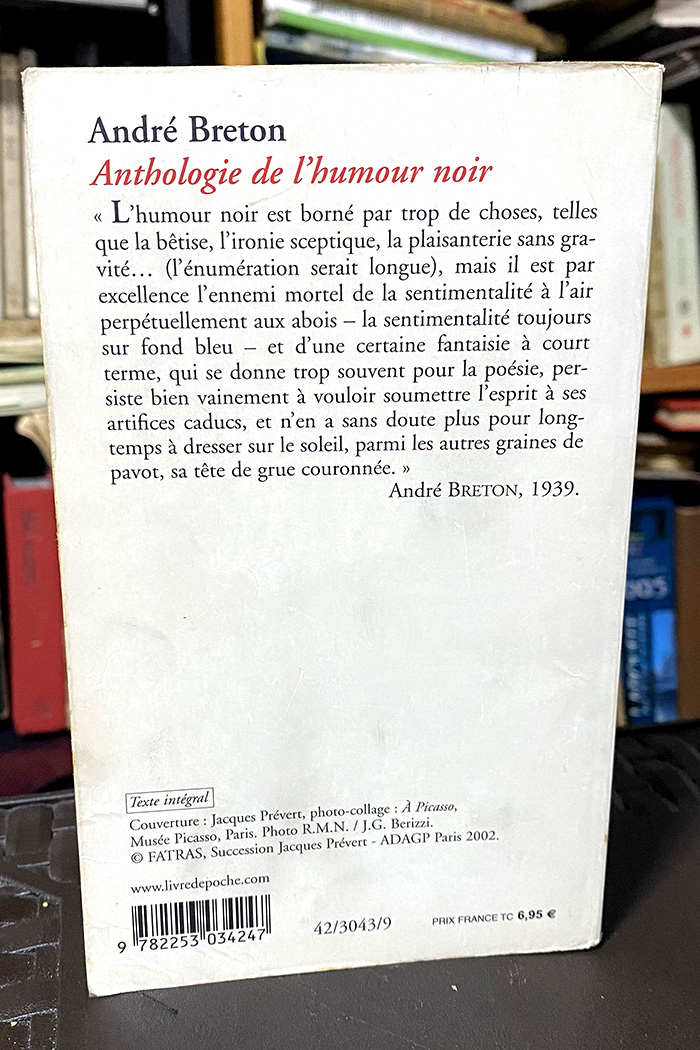 André Breton
Anthologie de l'humour noir
« L'humour noir est borné par trop de choses, telles
que la bêtise, l'ironie sceptique, la plaisanterie sans gra-
vité... (l'énumération serait longue), mais il est par
excellence l'ennemi mortel de la sentimentalité à l'air
perpétuellement aux abois – la sentimentalité toujours
sur fond bleu – et d'une certaine fantaisie à court
terme, qui se donne trop souvent pour la poésie, per-
siste bien vainement à vouloir soumettre l'esprit à ses
artifices caducs, et n'en a sans doute plus pour long-
temps à dresser sur le soleil, parmi les autres graines de
pavot, sa tête de grue couronnée. »
André BRETON, 1939.
Texte intégral
Couverture : Jacques Prévert, photo-collage : À Picasso,
Musée Picasso, Paris. Photo R.M.N. / J.G. Berizzi.
© FATRAS, Succession Jacques Prévert - ADAGP Paris 2002.
www.livredepoche.com
9 782253 034247
42/3043/9
PRIX FRANCE TC 6,95 €